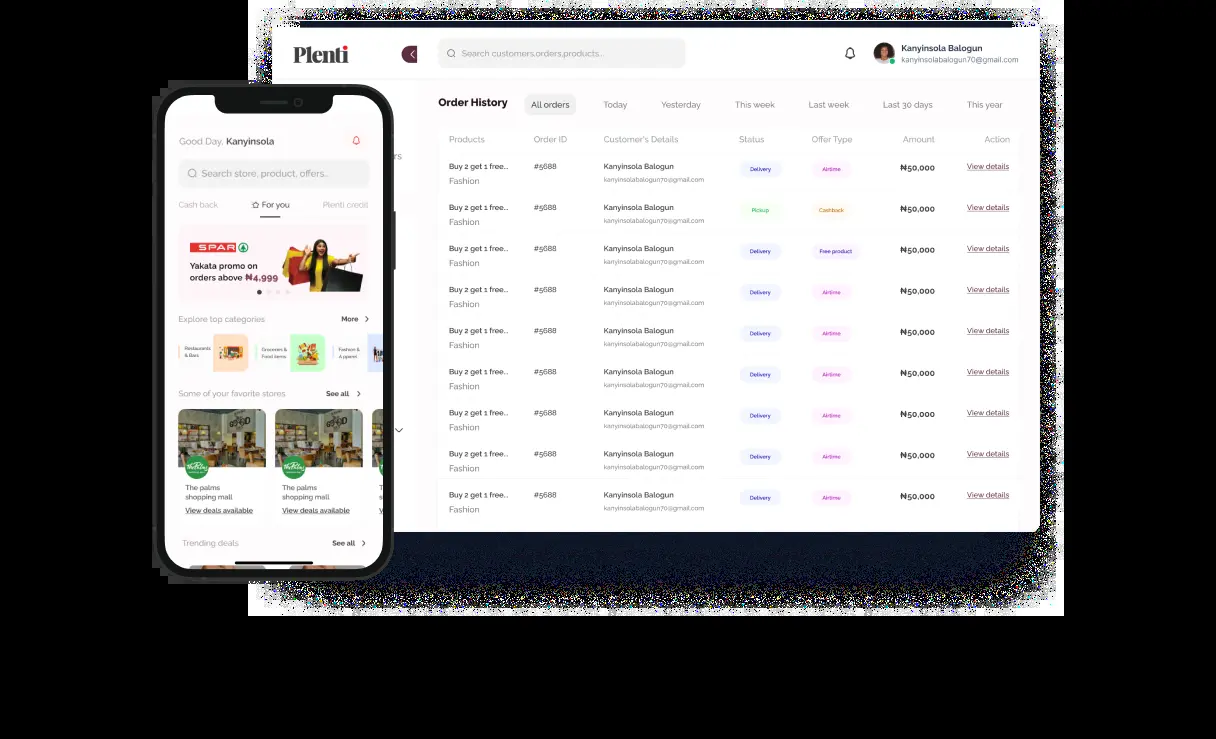 Plenti
Search customers,orders,products...
Kanyinsola Balogun
kanyinsolabalogun70@gmail.com
Order History
All orders
Today
Yesterday
This week
Last week
Last 30 days
This year
Products
Order ID
Customer's Details
Status
Offer Type
Amount
Action
Buy 2 get 1 free...
Fashion
#5688
Kanyinsola Balogun
kanyinsolabalogun70@gmail.com
Delivery
Airtime
₦50,000
View details
Buy 2 get 1 free...
Fashion
#5688
Kanyinsola Balogun
kanyinsolabalogun70@gmail.com
Pickup
Cashback
₦50,000
View details
Buy 2 get 1 free...
Fashion
#5688
Kanyinsola Balogun
kanyinsolabalogun70@gmail.com
Delivery
Free product
₦50,000
View details
Buy 2 get 1 free...
Fashion
#5688
Kanyinsola Balogun
kanyinsolabalogun70@gmail.com
Delivery
Airtime
₦50,000
View details
Buy 2 get 1 free...
Fashion
#5688
Kanyinsola Balogun
kanyinsolabalogun70@gmail.com
Delivery
Airtime
₦50,000
View details
Buy 2 get 1 free...
Fashion
#5688
Kanyinsola Balogun
kanyinsolabalogun70@gmail.com
Delivery
Airtime
₦50,000
View details
Buy 2 get 1 free...
Fashion
#5688
Kanyinsola Balogun
kanyinsolabalogun70@gmail.com
Delivery
Airtime
₦50,000
View details
Buy 2 get 1 free...
Fashion
#5688
Kanyinsola Balogun
kanyinsolabalogun70@gmail.com
Delivery
Airtime
₦50,000
View details
Buy 2 get 1 free...
Fashion
#5688
Kanyinsola Balogun
kanyinsolabalogun70@gmail.com
Delivery
Airtime
₦50,000
View details
Good Day, Kanyinsola
Search store, product, offers..
Cash back
For you
Plenti credit
SPAR
Yakata promo on
orders above ₦4,999
Explore top categories
More
Restaurants
& Bars
Groceries &
Food items
Fashion &
Apparel
Some of your favorite stores
See all
The palms
shopping mall
View deals available
The palms
shopping mall
View deals available
Trending deals
See all